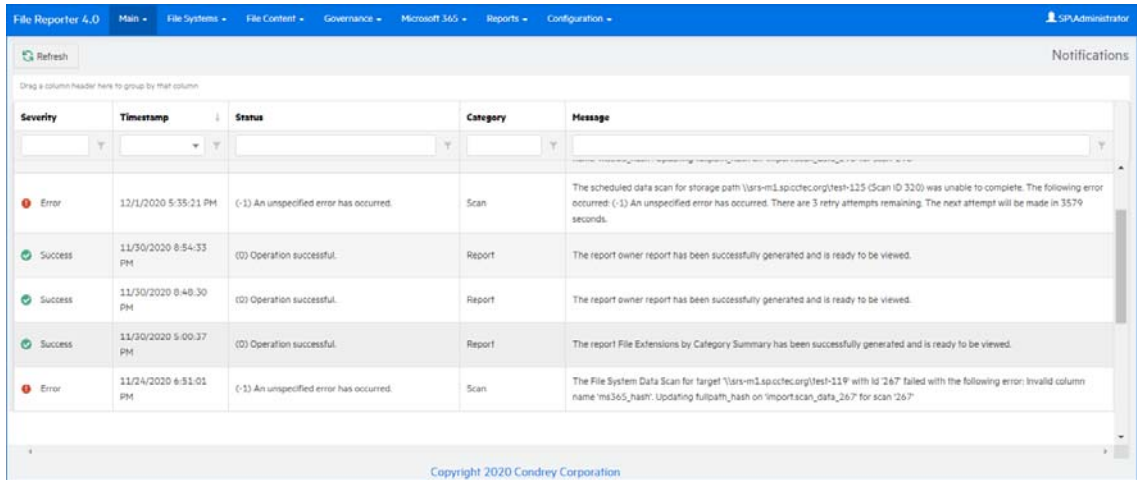 File Reporter 4.0 Main File Systems File Content Governance Microsoft 365 Reports Configuration SP\Administrator
Refresh Notifications
Drag a column header here to group by that column
Severity Timestamp Status Category Message
The scheduled data scan for storage path \\srs-m1.sp.cctec.org\test-125 (Scan ID 320) was unable to complete. The following error
Error 12/1/2020 5:35:21 PM (-1) An unspecified error has occurred. Scan occurred: (-1) An unspecified error has occurred. There are 3 retry attempts remaining. The next attempt will be made in 3579
seconds.
Success 11/30/2020 8:54:33 PM (0) Operation successful. Report The report owner report has been successfully generated and is ready to be viewed.
Success 11/30/2020 8:48:30 PM (0) Operation successful. Report The report owner report has been successfully generated and is ready to be viewed.
Success 11/30/2020 5:00:37 PM (0) Operation successful. Report The report File Extensions by Category Summary has been successfully generated and is ready to be viewed.
Error 11/24/2020 6:51:01 PM (-1) An unspecified error has occurred. Scan The File System Data Scan for target '\\srs-m1.sp.cctec.org\test-119' with Id '267' failed with the following error: Invalid column
name 'ms365_hash'. Updating fullpath_hash on 'import.scan_data_267' for scan '267'
Copyright 2020 Condrey Corporation